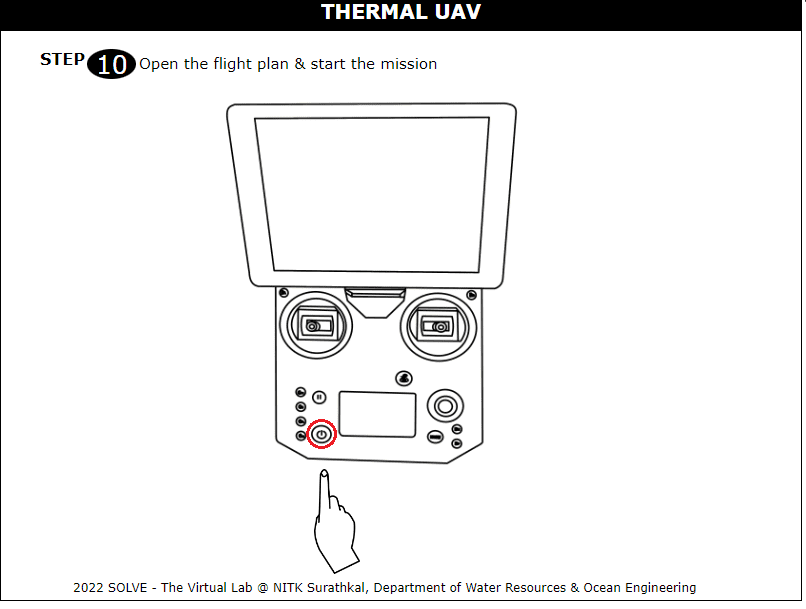 THERMAL UAV
STEP 10 Open the flight plan & start the mission
2022 SOLVE - The Virtual Lab @ NITK Surathkal, Department of Water Resources & Ocean Engineering